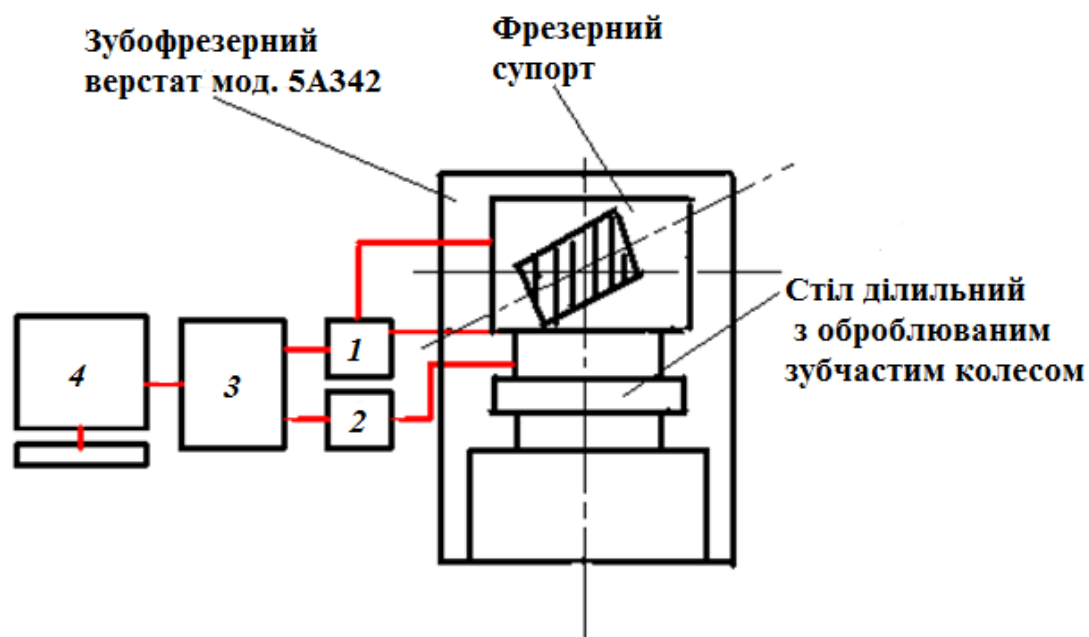 Зубофрезерний
верстат мод. 5А342
Фрезерний
супорт
Стіл ділильний
з оброблюваним
зубчастим колесом
1
4
3
2